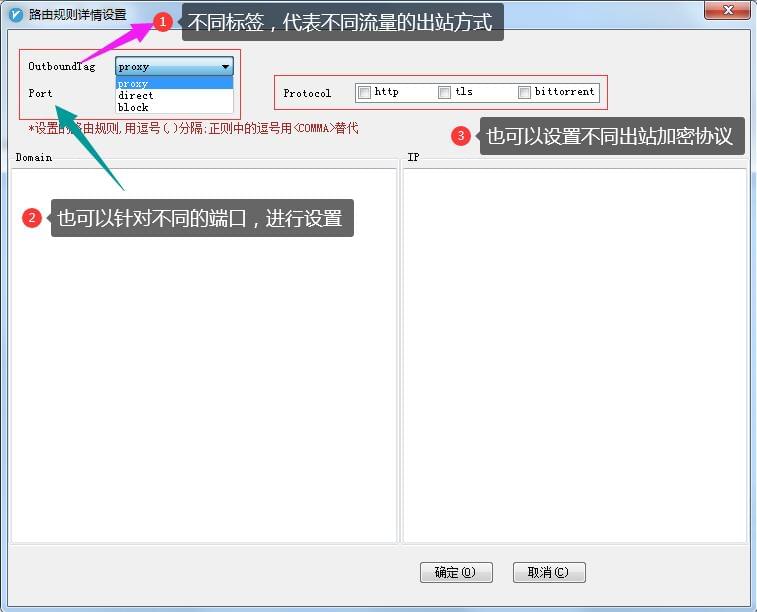 路由规则详情设置
1 不同标签，代表不同流量的出站方式
OutboundTag proxy
proxy
direct
block
Port
Protocol http tls bittorrent
*设置的路由规则,用逗号(,)分隔;正则中的逗号用<COMMA>替代
3 也可以设置不同出站加密协议
Domain
IP
2 也可以针对不同的端口，进行设置
确定(O)
取消(C)